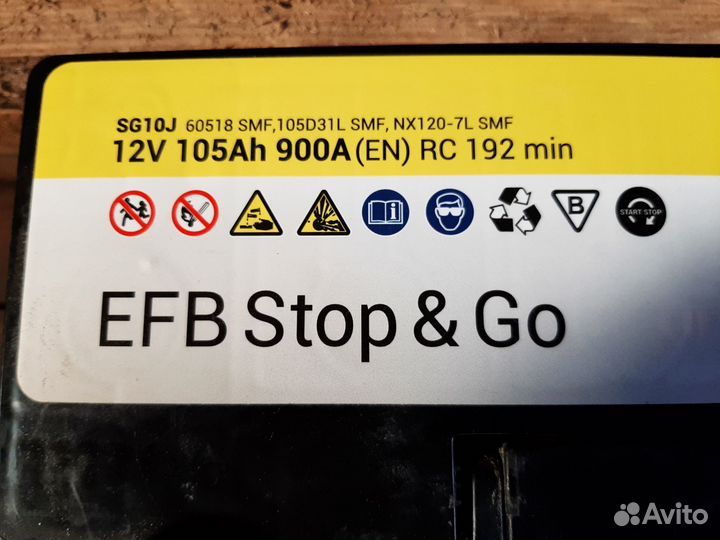 SG10J 60518 SMF,105D31L SMF, NX120-7L SMF
12V 105Ah 900A(EN) RC 192 min
B
START STOP
EFB Stop & Go
Avito